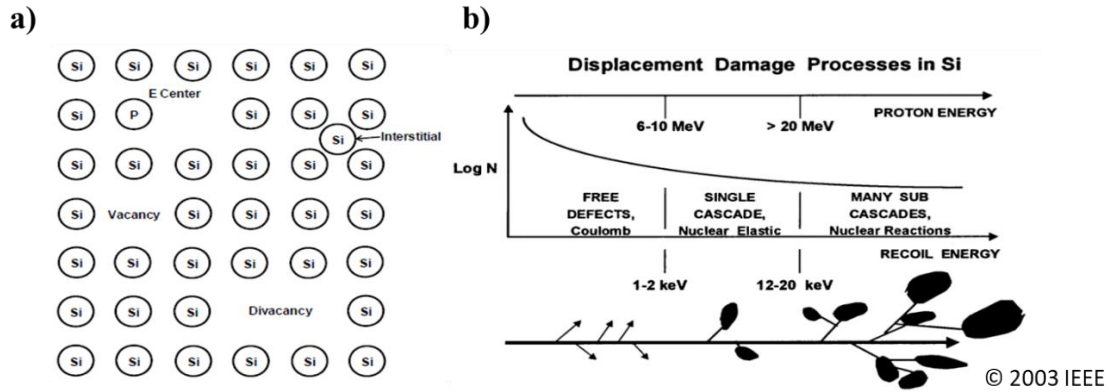 a)
Si Si Si Si Si Si
E Center
Si P Si Si Si
Si Interstitial
Si Si Si Si Si Si
Si Vacancy Si Si Si Si
Si Si Si Si Si Si
Si Si Si Divacancy Si
Si Si Si Si Si Si
b)
Displacement Damage Processes in Si
PROTON ENERGY
6-10 MeV > 20 MeV
Log N
FREE
DEFECTS,
Coulomb
SINGLE
CASCADE,
Nuclear Elastic
MANY SUB
CASCADES,
Nuclear Reactions
RECOIL ENERGY
1-2 keV 12-20 keV
© 2003 IEEE